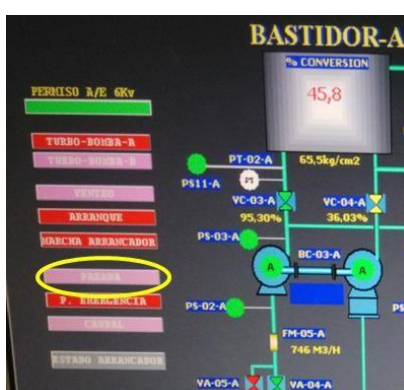 BASTIDOR-A
% CONVERSION
45,8
PERMISO A/E 6Kv
TURBO-BOMBA-A
TURBO-BOMBA-B
VENTEO
ARRANQUE
MARCHA ARRANCADOR
PARADA
P. EMERGENCIA
CAUDAL
ESTADO ARRANCADOR
PT-02-A
65,5kg/cm2
PT
PS11-A
VC-03-A
VC-04-A
95,30%
36,03%
PS-03-A
BC-03-A
A
A
PS-02-A
PS
FM-05-A
746 M3/H
VA-05-A
VA-04-A